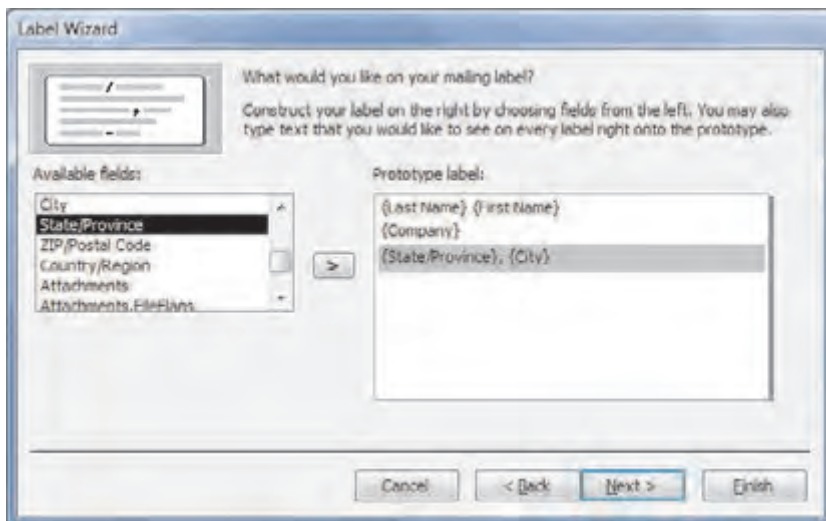 Label Wizard
What would you like on your mailing label?
Construct your label on the right by choosing fields from the left. You may also
type text that you would like to see on every label right onto the prototype.
Available fields:
City
State/Province
ZIP/Postal Code
Country/Region
Attachments
Attachments.FileFlags
>
Prototype label:
{Last Name} {First Name}
{Company}
{State/Province}, {City}
Cancel
< Back
Next >
Finish